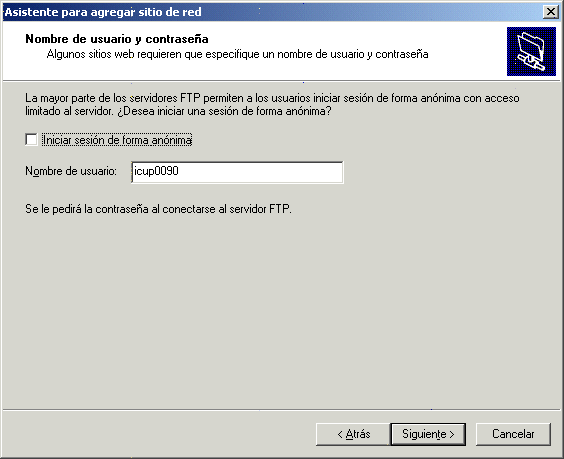 Asistente para agregar sitio de red
Nombre de usuario y contraseña
Algunos sitios web requieren que especifique un nombre de usuario y contraseña
La mayor parte de los servidores FTP permiten a los usuarios iniciar sesión de forma anónima con acceso
limitado al servidor. ¿Desea iniciar una sesión de forma anónima?
Iniciar sesión de forma anónima
Nombre de usuario: icup0090
Se le pedirá la contraseña al conectarse al servidor FTP.
< Atrás Siguiente > Cancelar